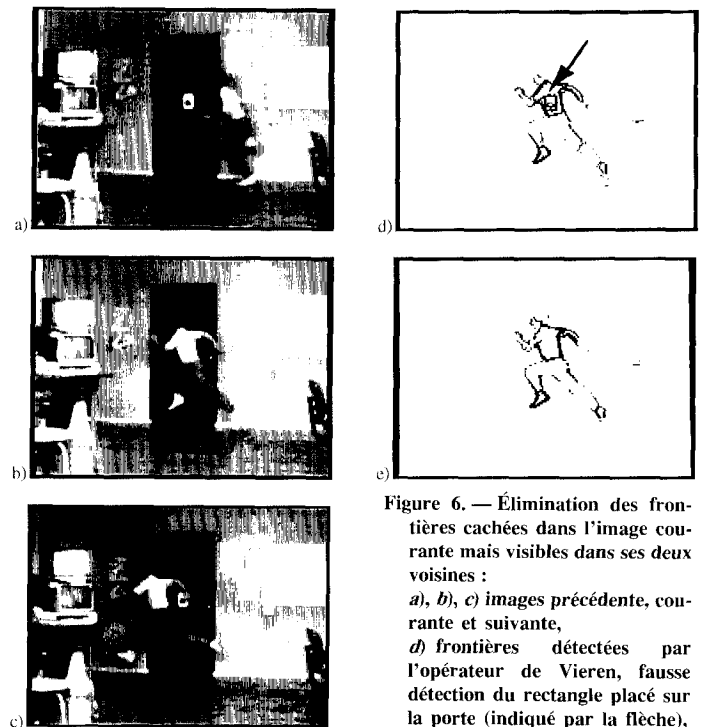 a)
d)
b)
e)
c)
Figure 6. — Élimination des fron-
tières cachées dans l'image cou-
rante mais visibles dans ses deux
voisines :
a), b), c) images précédente, cou-
rante et suivante,
d) frontières détectées par
l'opérateur de Vieren, fausse
détection du rectangle placé sur
la porte (indiqué par la flèche),